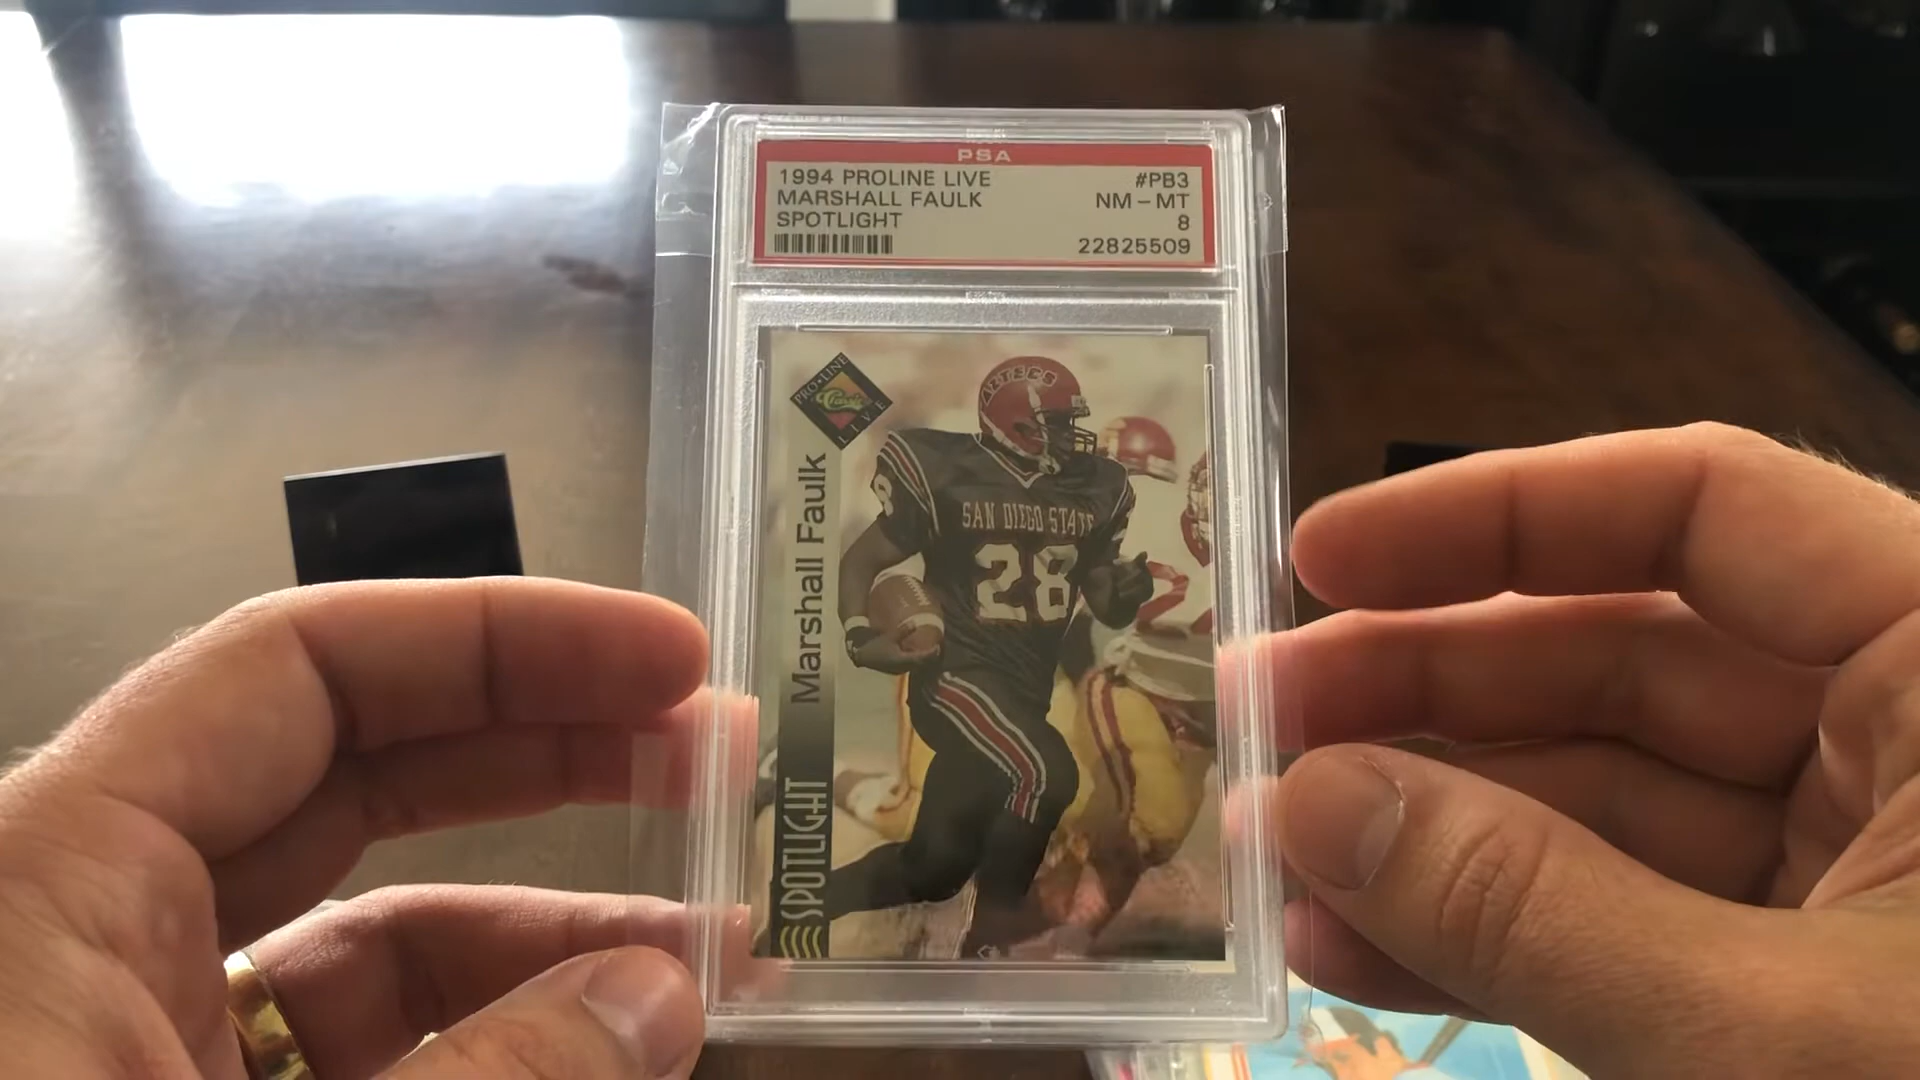 PSA
1994 PROLINE LIVE #PB3
MARSHALL FAULK NM-MT
SPOTLIGHT 8
22825509
PRO•LINE
Classic
LIVE
AZTECS
SAN DIEGO STATE
28
Marshall Faulk
SPOTLIGHT